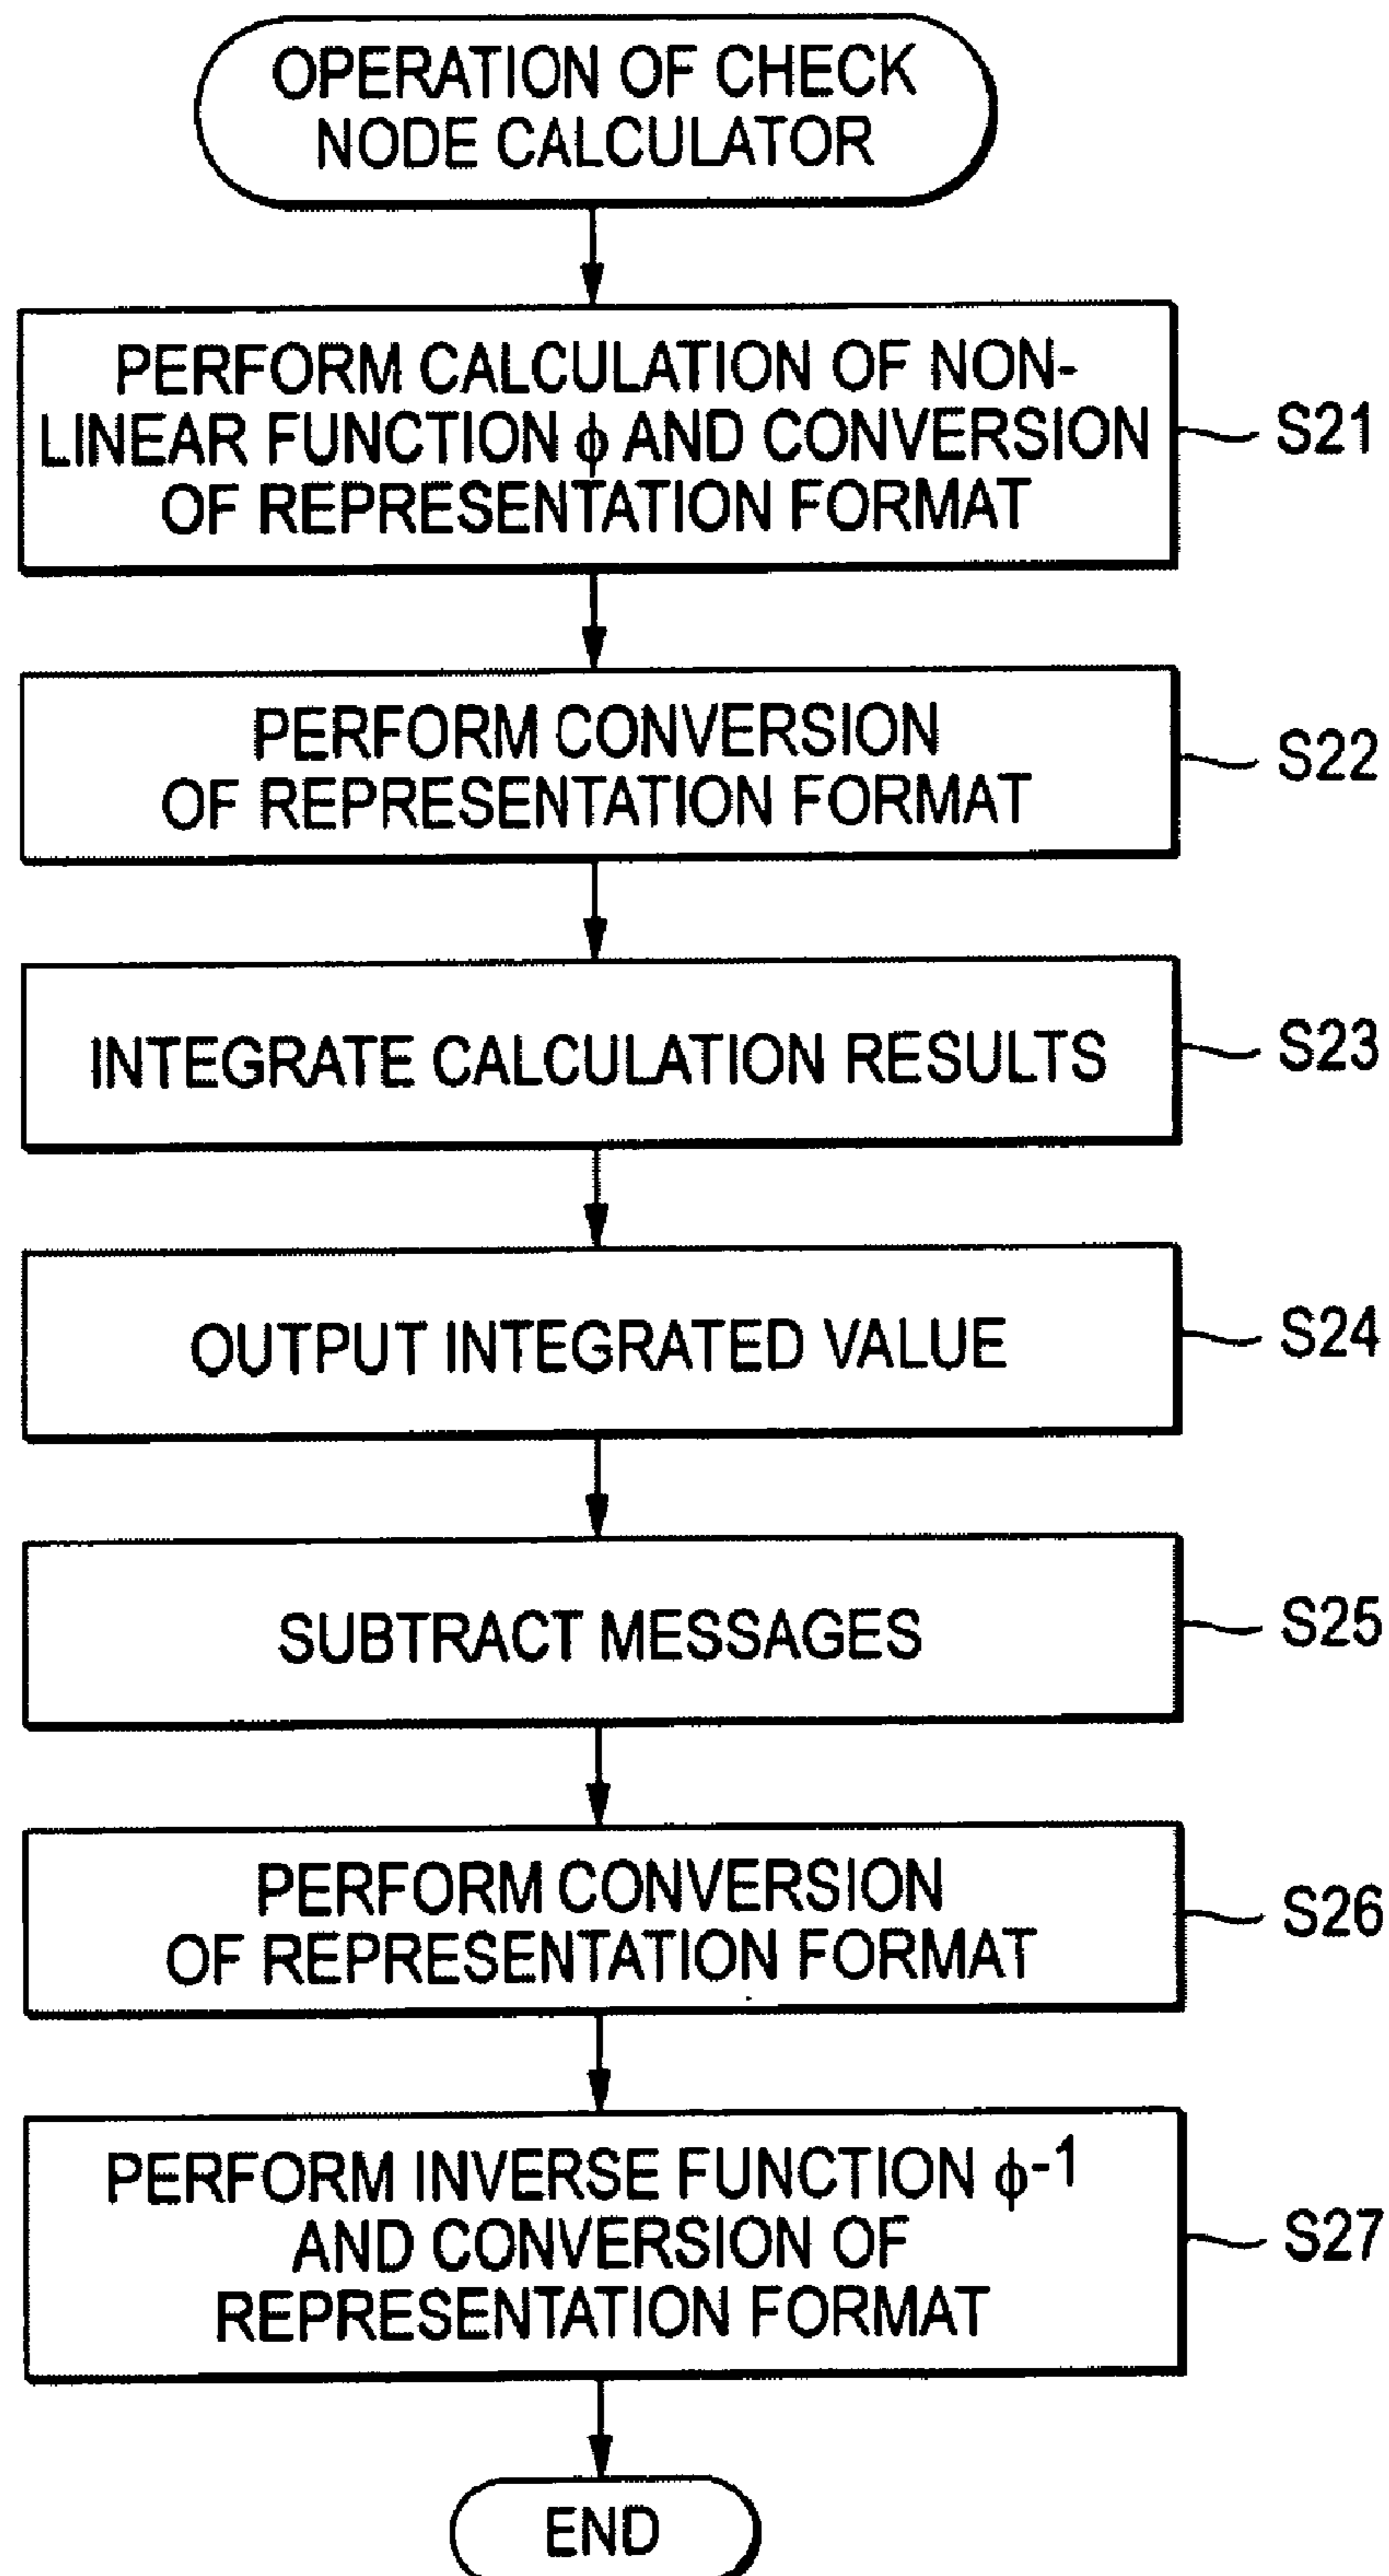 OPERATION OF CHECK
NODE CALCULATOR
PERFORM CALCULATION OF NON-
LINEAR FUNCTION ϕ AND CONVERSION
OF REPRESENTATION FORMAT
S21
PERFORM CONVERSION
OF REPRESENTATION FORMAT
S22
INTEGRATE CALCULATION RESULTS
S23
OUTPUT INTEGRATED VALUE
S24
SUBTRACT MESSAGES
S25
PERFORM CONVERSION
OF REPRESENTATION FORMAT
S26
PERFORM INVERSE FUNCTION ϕ-1
AND CONVERSION OF
REPRESENTATION FORMAT
S27
END